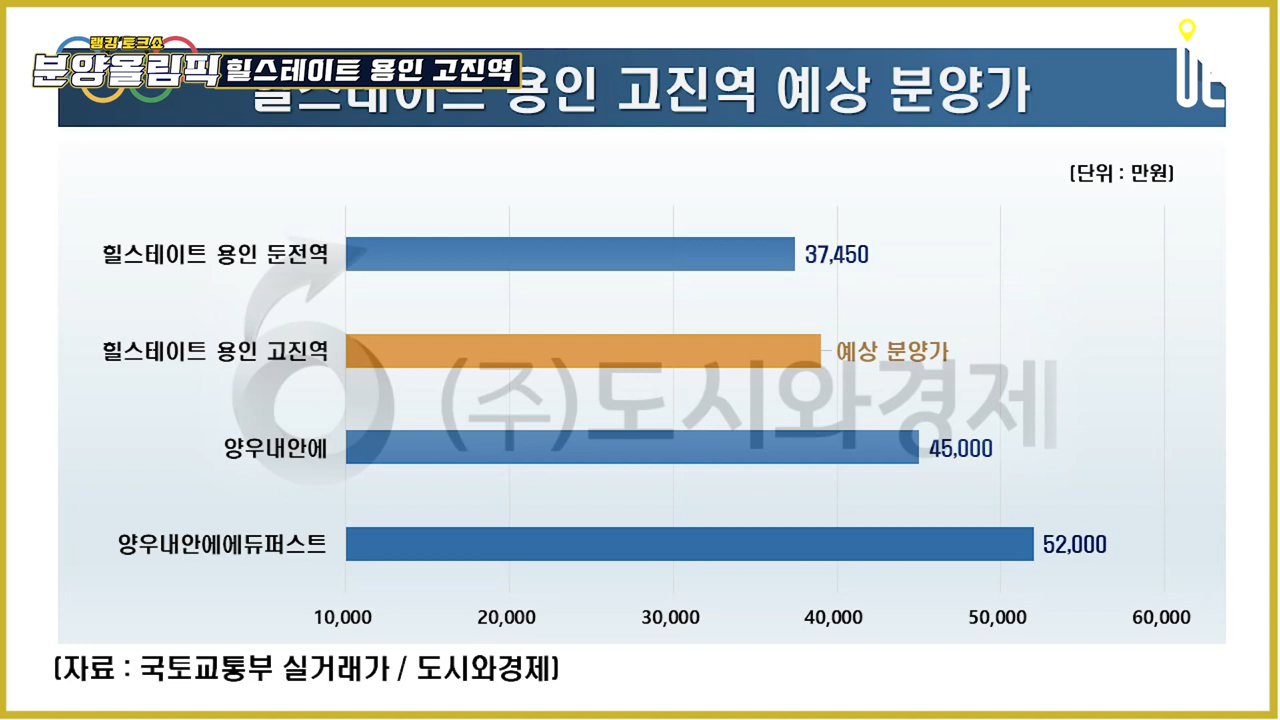 랭킹 토크쇼
분양올림픽 힐스테이트 용인 고진역
힐스테이트 용인 고진역 예상 분양가
(단위 : 만원)
힐스테이트 용인 둔전역 37,450
힐스테이트 용인 고진역 예상 분양가
(주)도시와경제
양우내안에 45,000
양우내안에에듀퍼스트 52,000
10,000 20,000 30,000 40,000 50,000 60,000
(자료 : 국토교통부 실거래가 / 도시와경제)